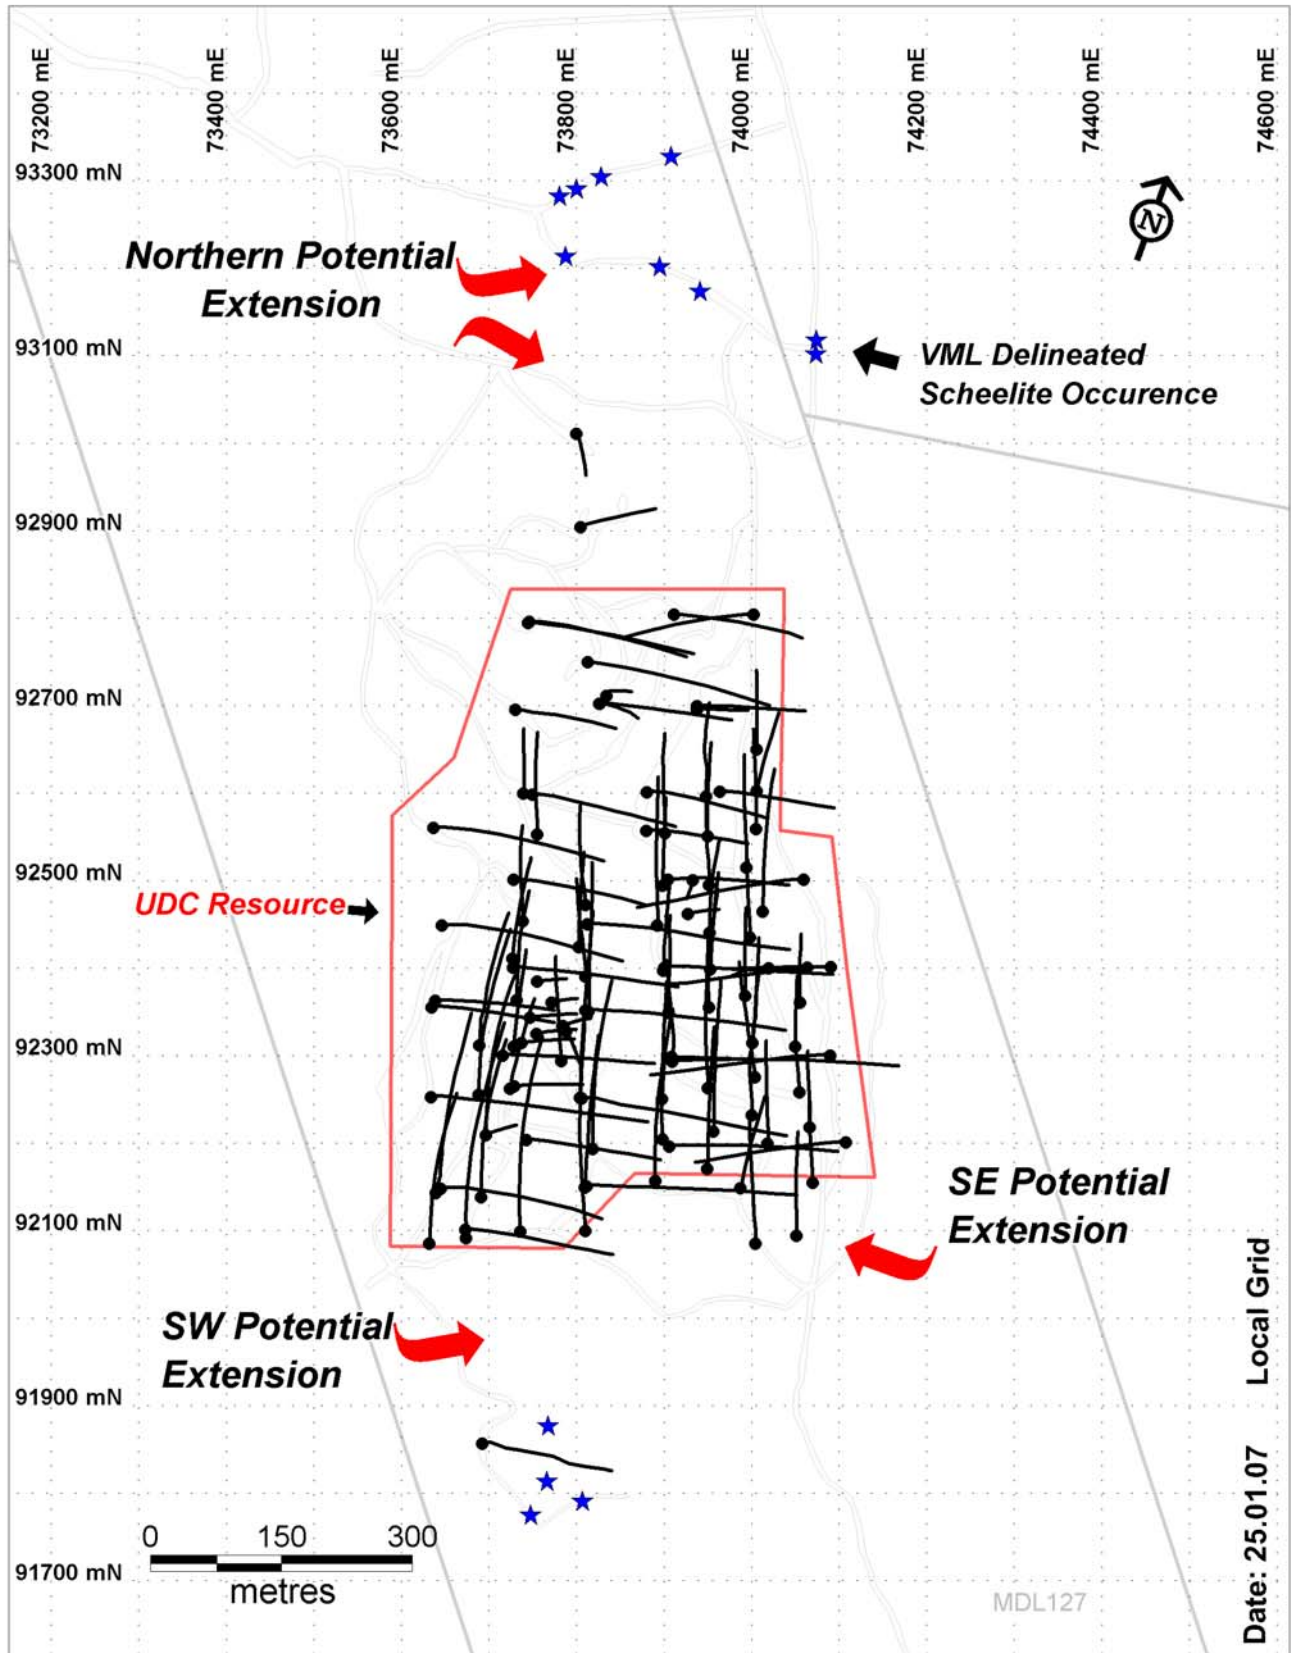 73200 mE
73400 mE
73600 mE
73800 mE
74000 mE
74200 mE
74400 mE
74600 mE
93300 mN
N
Northern Potential
Extension
93100 mN
VML Delineated
Scheelite Occurence
92900 mN
92700 mN
92500 mN
UDC Resource
92300 mN
92100 mN
SE Potential
Extension
SW Potential
Extension
91900 mN
91700 mN
0 150 300
metres
MDL127
Date: 25.01.07 Local Grid